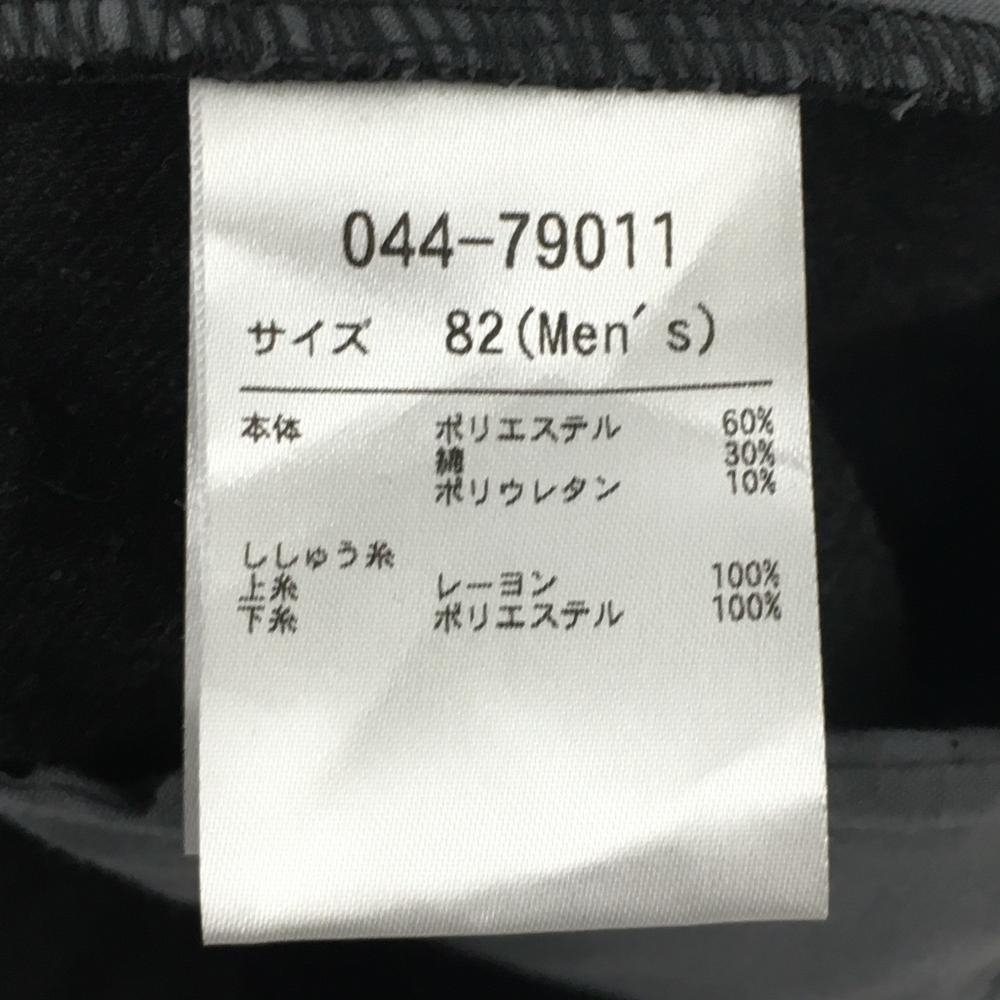 044-79011
サイズ 82(Men's)
本体 ポリエステル 60%
綿 30%
ポリウレタン 10%
ししゅう糸
上糸 レーヨン 100%
下糸 ポリエステル 100%